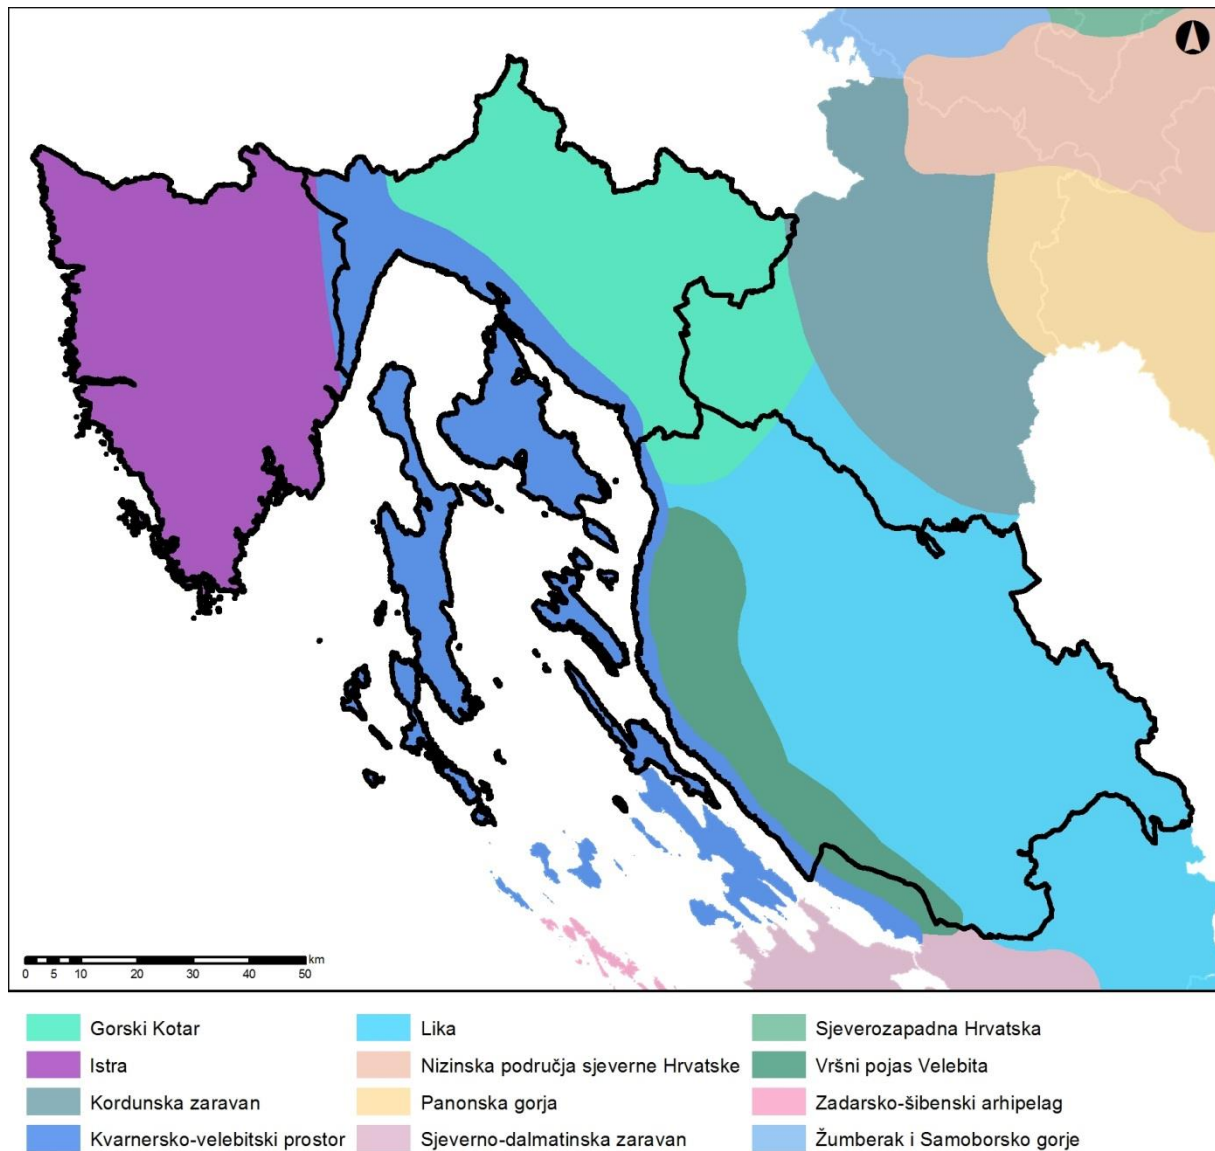 km
0 5 10 20 30 40 50
Gorski Kotar
Istra
Kordunska zaravan
Kvarnersko-velebitski prostor
Lika
Nizinska područja sjeverne Hrvatske
Panonska gorja
Sjeverno-dalmatinska zaravan
Sjeverozapadna Hrvatska
Vršni pojas Velebita
Zadarsko-šibenski arhipelag
Žumberak i Samoborsko gorje